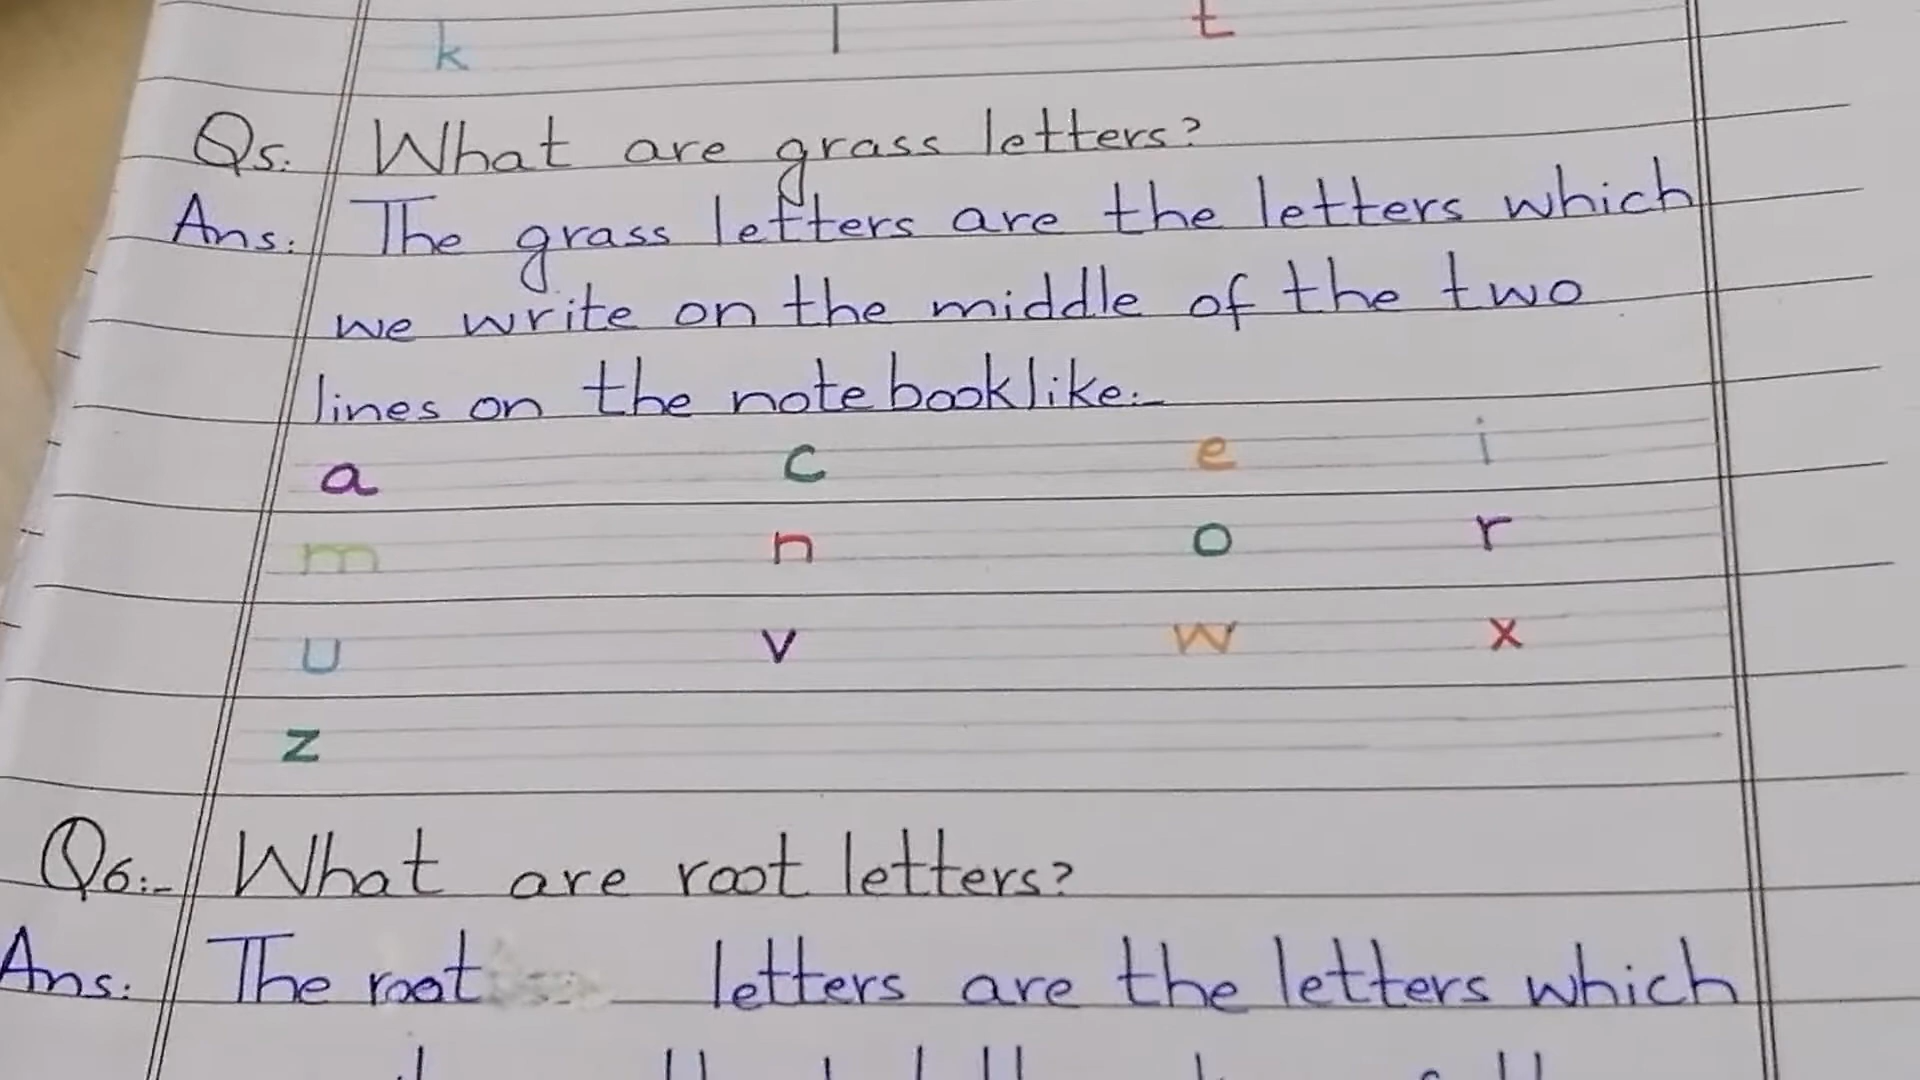 k l t
Q5. What are grass letters?
Ans: The grass letters are the letters which
we write on the middle of the two
lines on the notebook like:-
a c e i
m n o r
u v w x
z
Q6:- What are root letters?
Ans: The root letters are the letters which